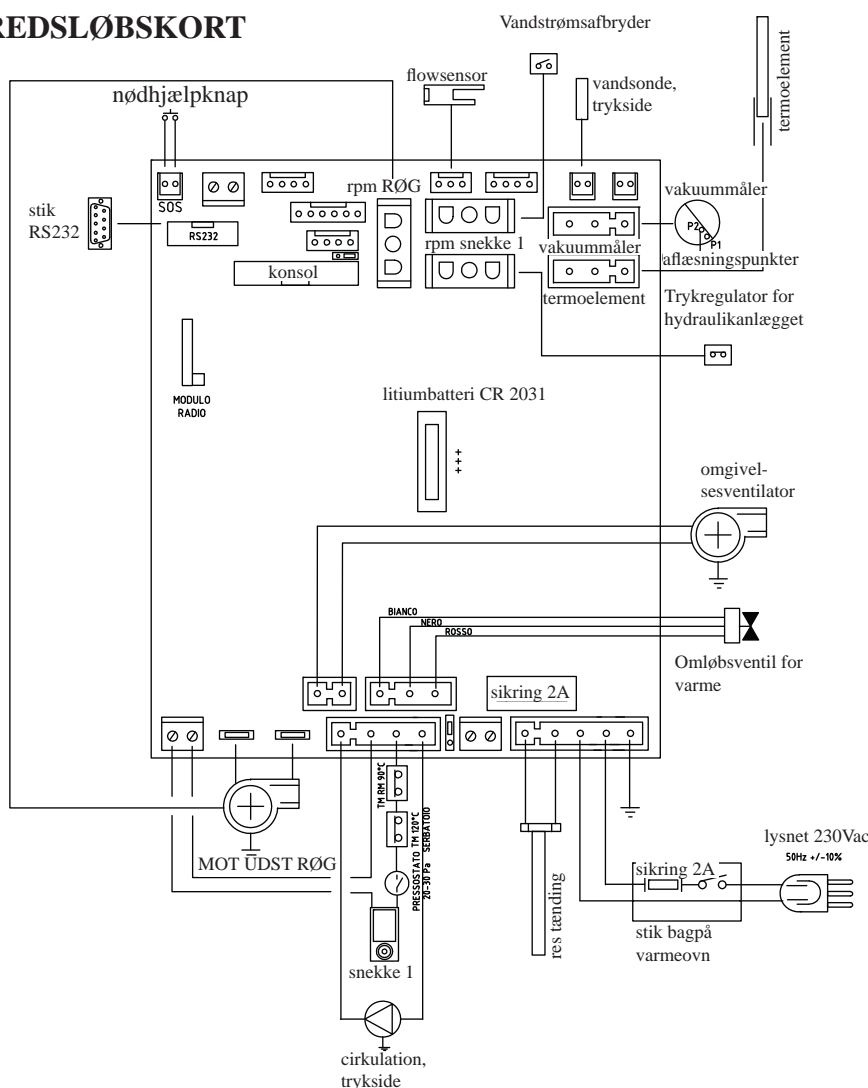 REDSLØBSKORT
Vandstrømsafbryder
flowsensor
nødhjælpknap
vandsonde,
trykside
termoelement
SOS
rpm RØG
vakuummåler
stik
RS232
RS232
P2
P1
rpm snekke 1
vakuummåler
aflæsningspunkter
konsol
termoelement
Trykregulator for
hydraulikanlægget
MODULO
RADIO
litiumbatteri CR 2031
+++
omgivel-
sesventilator
BIANCO
NERO
ROSSO
Omløbsventil for
varme
sikring 2A
TM RM 90°C
PRESSOSTATO TM 120°C
20-30 Pa SERBATOIO
MOT UDST RØG
lysnet 230Vac
50Hz +/-10%
sikring 2A
stik bagpå
varmeovn
res tænding
snekke 1
cirkulation,
trykside